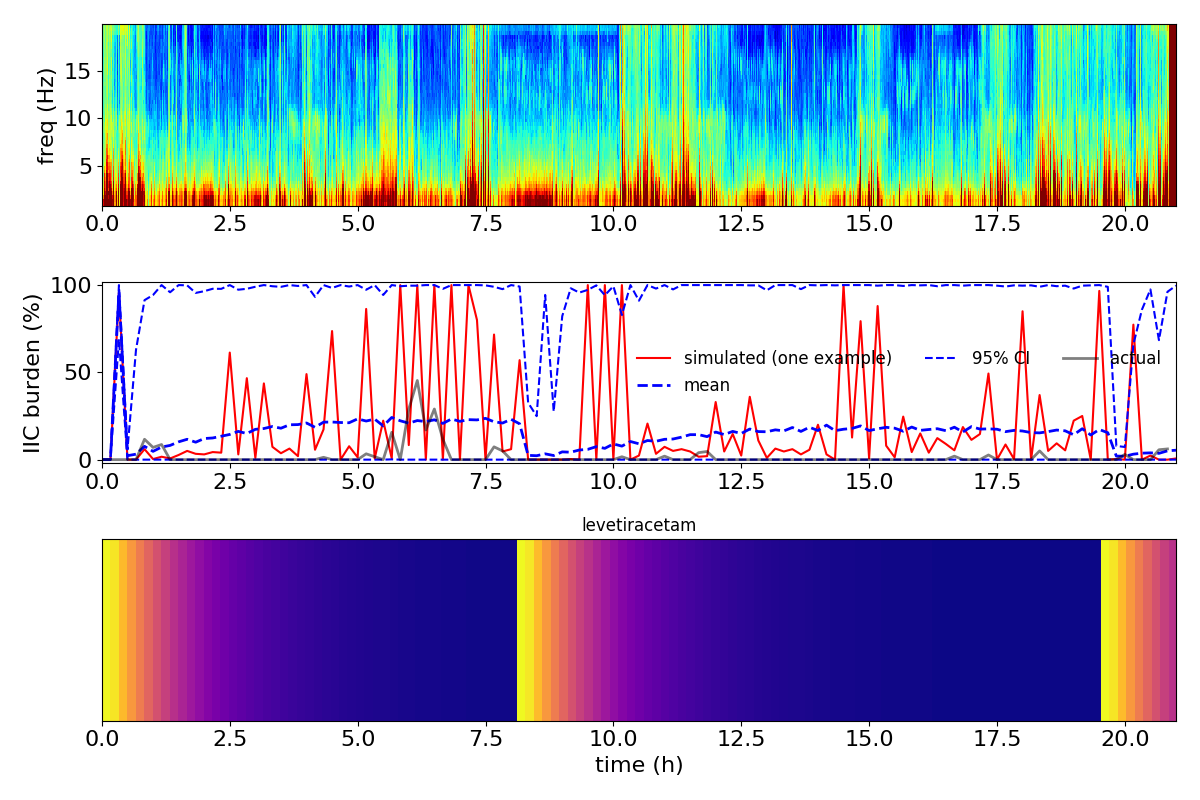 freq (Hz)
15
10
5
0.0 2.5 5.0 7.5 10.0 12.5 15.0 17.5 20.0
IIC burden (%)
100
50
0
simulated (one example) 95% CI actual
mean
0.0 2.5 5.0 7.5 10.0 12.5 15.0 17.5 20.0
levetiracetam
0.0 2.5 5.0 7.5 10.0 12.5 15.0 17.5 20.0
time (h)